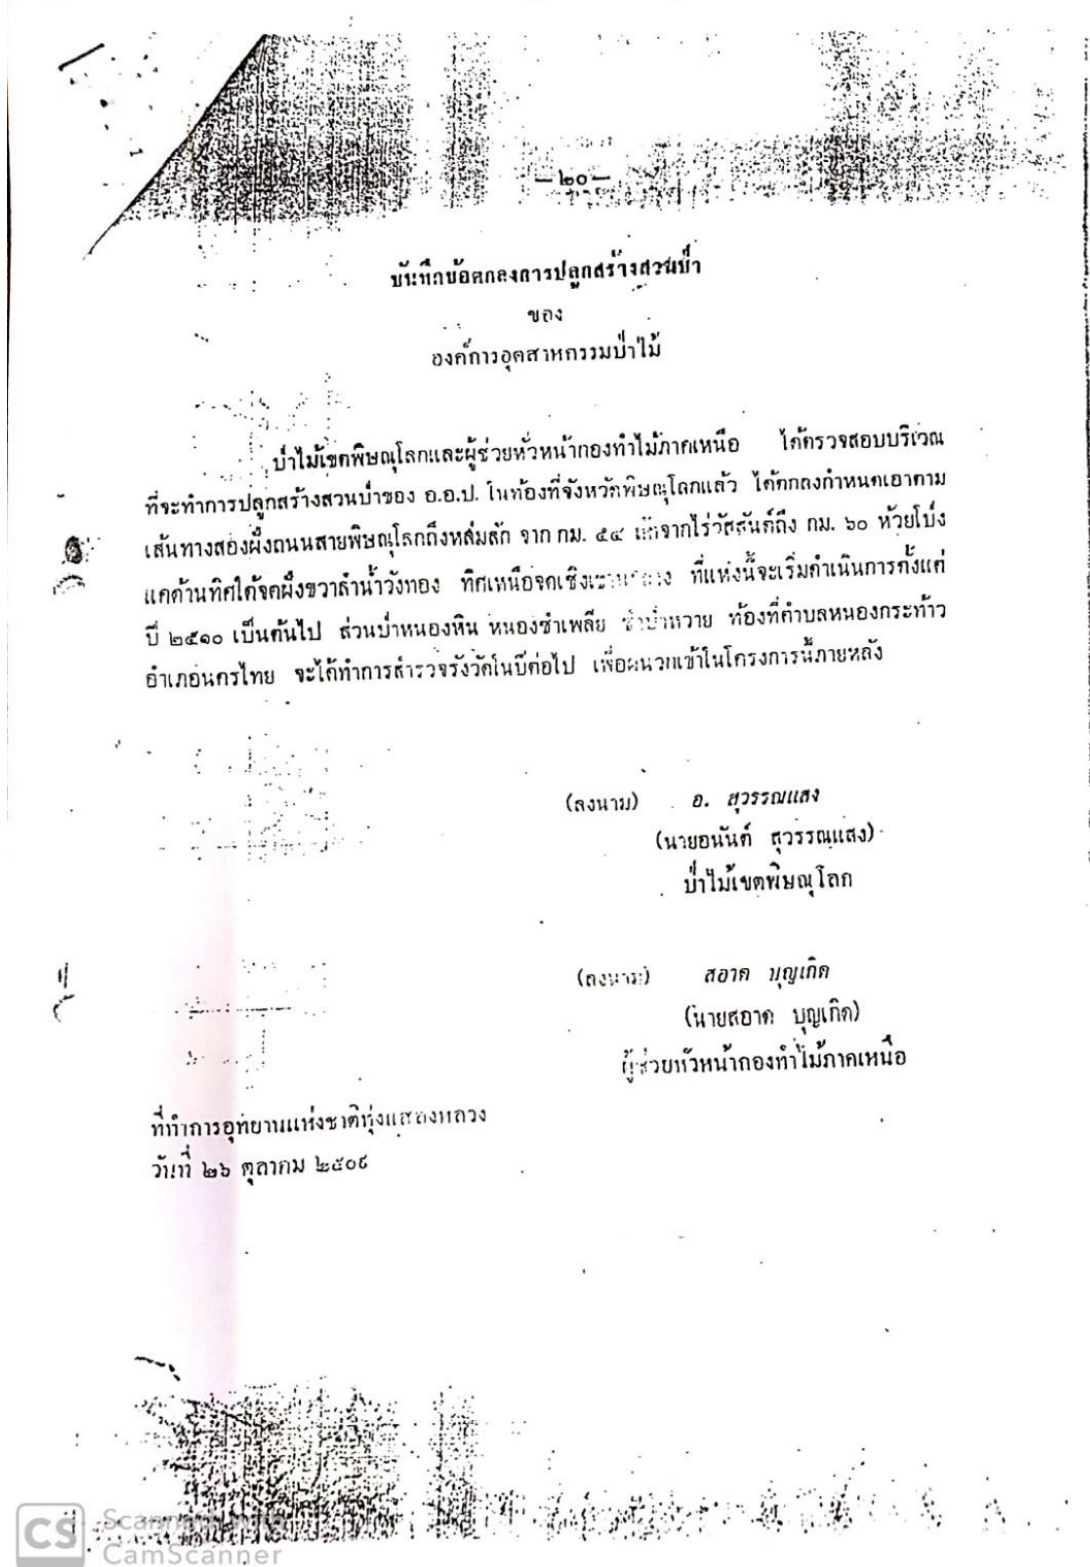 — ๒๐ —
บันทึกข้อตกลงการปลูกสร้างสวนป่า
ของ
องค์การอุตสาหกรรมป่าไม้
ป่าไม้เขตพิษณุโลกและผู้ช่วยหัวหน้ากองทำไม้ภาคเหนือ ได้ตรวจสอบบริเวณ
ที่จะทำการปลูกสร้างสวนป่าของ อ.อ.ป. ในท้องที่จังหวัดพิษณุโลกแล้ว ได้ตกลงกำหนดเอาตาม
เส้นทางสองฝั่งถนนสายพิษณุโลกถึงหล่มสัก จาก กม. ๕๔ ถัดจากไร่วัสสันต์ถึง กม. ๖๐ ห้วยโป่ง
แคด้านทิศใต้จดฝั่งขวาลำน้ำวังทอง ทิศเหนือจดเชิง ที่แห่งนี้จะเริ่มดำเนินการตั้งแต่
ปี ๒๕๑๐ เป็นต้นไป ส่วนป่าหนองหิน หนองซำเพลีย ซำป่าหวาย ท้องที่ตำบลหนองกระท้าว
อำเภอนครไทย จะได้ทำการสำรวจรังวัดในปีต่อไป เพื่อผนวกเข้าในโครงการนี้ภายหลัง
(ลงนาม) อ. สุวรรณแสง
(นายอนันต์ สุวรรณแสง)
ป่าไม้เขตพิษณุโลก
(ลงนาม) สอาด บุญเกิด
(นายสอาด บุญเกิด)
ผู้ช่วยหัวหน้ากองทำไม้ภาคเหนือ
ที่ทำการอุทยานแห่งชาติทุ่งแสลงหลวง
วันที่ ๒๖ ตุลาคม ๒๕๐๙
CS Scanned with
CamScanner